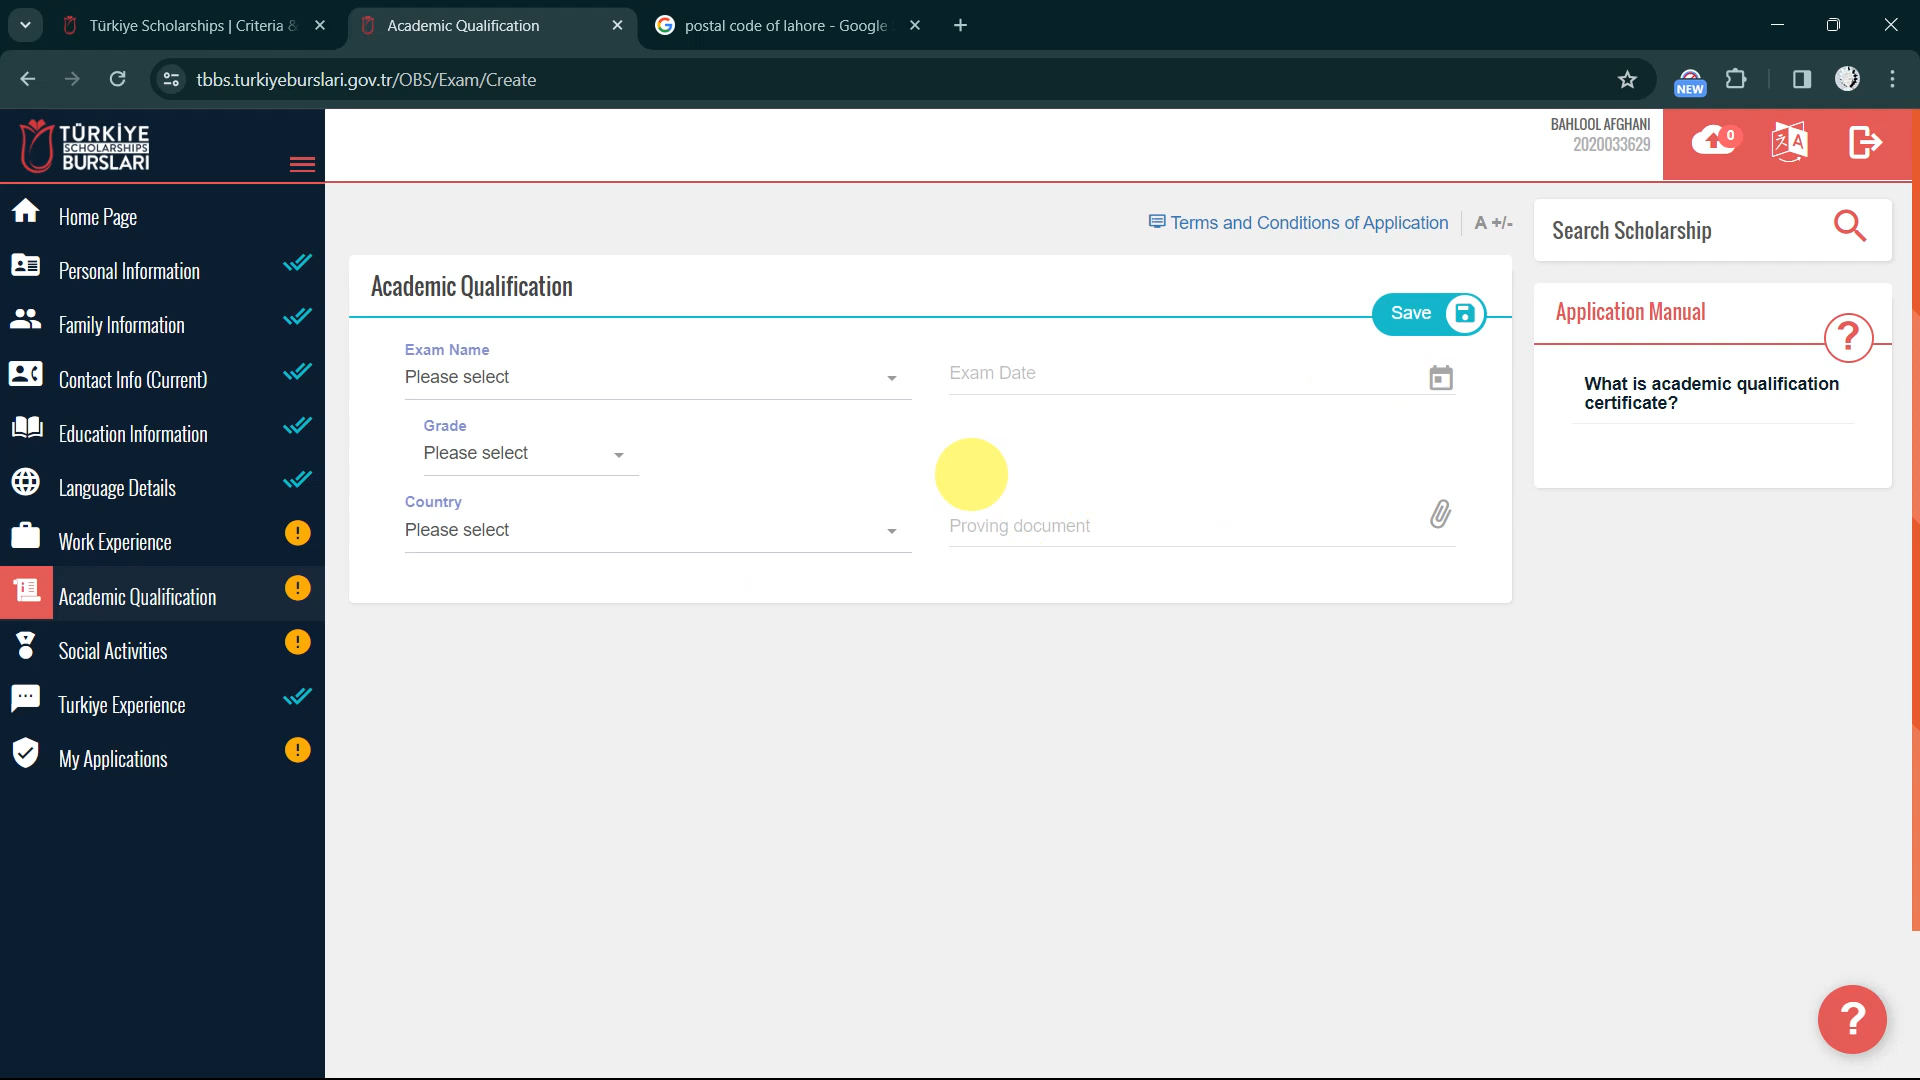 Türkiye Scholarships | Criteria &
Academic Qualification
postal code of lahore - Google
tbbs.turkiyeburslari.gov.tr/OBS/Exam/Create
NEW
TÜRKİYE
SCHOLARSHIPS
BURSLARI
BAHLOOL AFGHANI
2020033629
0
A
Home Page
Personal Information
Family Information
Contact Info (Current)
Education Information
Language Details
Work Experience
!
Academic Qualification
!
Social Activities
!
Turkiye Experience
My Applications
!
Terms and Conditions of Application
A +/-
Academic Qualification
Save
Exam Name
Please select
Exam Date
Grade
Please select
Country
Please select
Proving document
Search Scholarship
Application Manual
?
What is academic qualification
certificate?
?